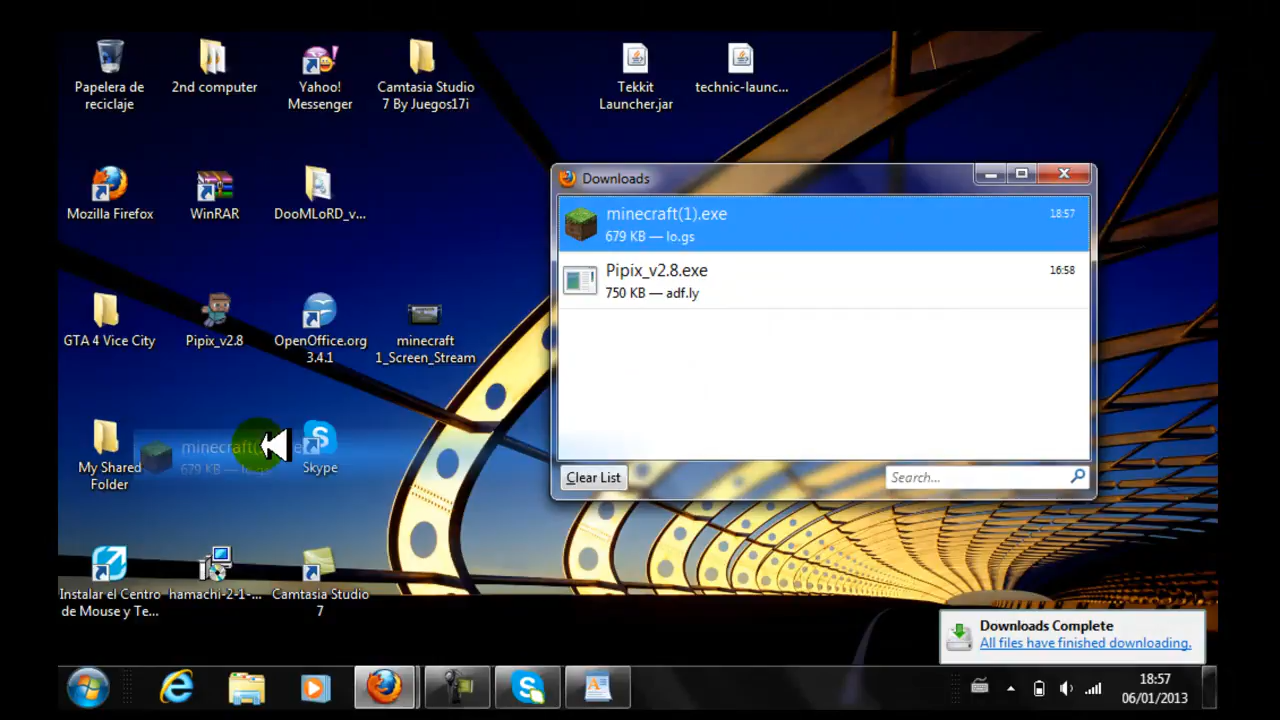 Papelera de
reciclaje
2nd computer
Yahoo!
Messenger
Camtasia Studio
7 By Juegos17i
Tekkit
Launcher.jar
technic-launc...
Mozilla Firefox
WinRAR
DooMLoRD_v...
Downloads
minecraft(1).exe
18:57
679 KB — lo.gs
Pipix_v2.8.exe
16:58
750 KB — adf.ly
GTA 4 Vice City
Pipix_v2.8
OpenOffice.org
3.4.1
minecraft
1_Screen_Stream
My Shared
Folder
Skype
Clear List
Search...
Instalar el Centro
de Mouse y Te...
hamachi-2-1-...
Camtasia Studio
7
Downloads Complete
All files have finished downloading.
18:57
06/01/2013